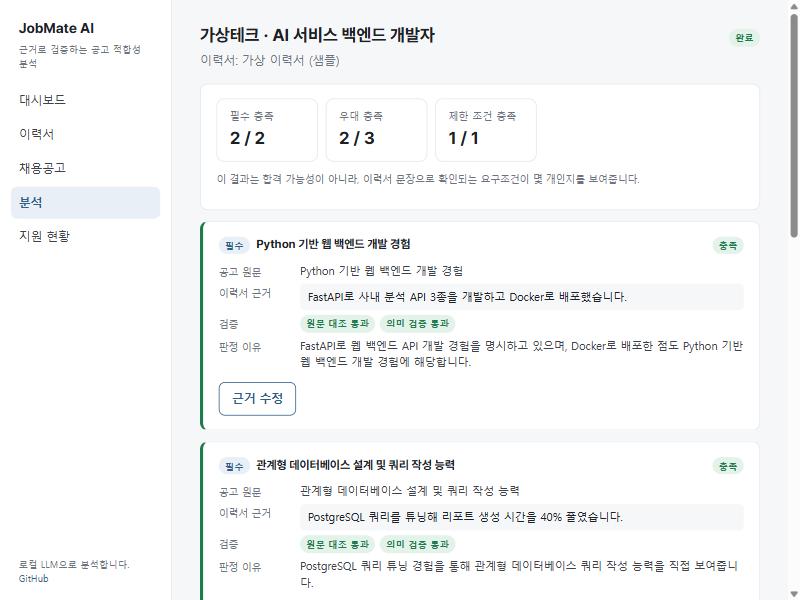 JobMate AI
근거로 검증하는 공고 적합성
분석
대시보드
이력서
채용공고
분석
지원 현황
로컬 LLM으로 분석합니다.
GitHub
가상테크 · AI 서비스 백엔드 개발자
완료
이력서: 가상 이력서 (샘플)
필수 충족
2 / 2
우대 충족
2 / 3
제한 조건 충족
1 / 1
이 결과는 합격 가능성이 아니라, 이력서 문장으로 확인되는 요구조건이 몇 개인지를 보여줍니다.
필수 Python 기반 웹 백엔드 개발 경험 충족
공고 원문 Python 기반 웹 백엔드 개발 경험
이력서 근거 FastAPI로 사내 분석 API 3종을 개발하고 Docker로 배포했습니다.
검증 원문 대조 통과 의미 검증 통과
판정 이유 FastAPI로 웹 백엔드 API 개발 경험을 명시하고 있으며, Docker로 배포한 점도 Python 기반
웹 백엔드 개발 경험에 해당합니다.
근거 수정
필수 관계형 데이터베이스 설계 및 쿼리 작성 능력 충족
공고 원문 관계형 데이터베이스 설계 및 쿼리 작성 능력
이력서 근거 PostgreSQL 쿼리를 튜닝해 리포트 생성 시간을 40% 줄였습니다.
검증 원문 대조 통과 의미 검증 통과
판정 이유 PostgreSQL 쿼리 튜닝 경험을 통해 관계형 데이터베이스 쿼리 작성 능력을 직접 보여줍니
다.